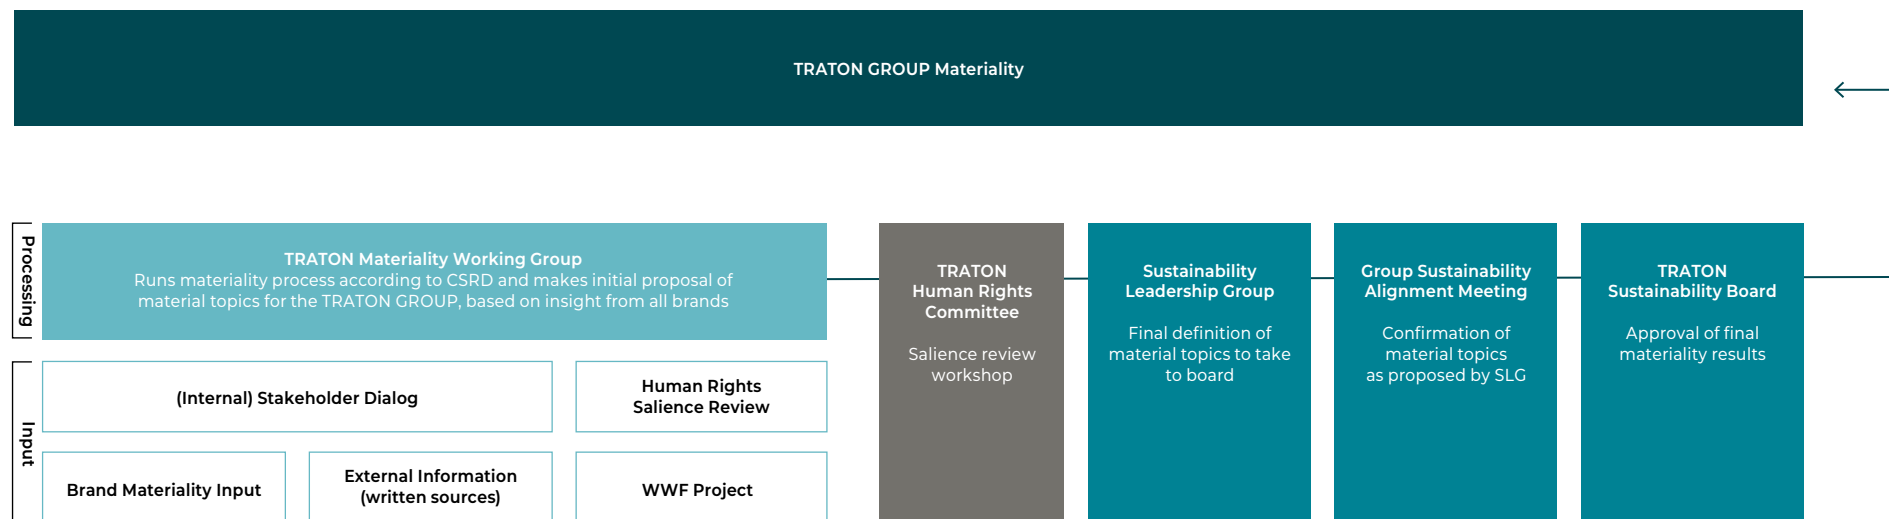 TRATON GROUP Materiality
Processing
TRATON Materiality Working Group
Runs materiality process according to CSRD and makes initial proposal of
material topics for the TRATON GROUP, based on insight from all brands
TRATON
Human Rights
Committee
Salience review
workshop
Sustainability
Leadership Group
Final definition of
material topics to take
to board
Group Sustainability
Alignment Meeting
Confirmation of
material topics
as proposed by SLG
TRATON
Sustainability Board
Approval of final
materiality results
Input
(Internal) Stakeholder Dialog
Human Rights
Salience Review
Brand Materiality Input
External Information
(written sources)
WWF Project